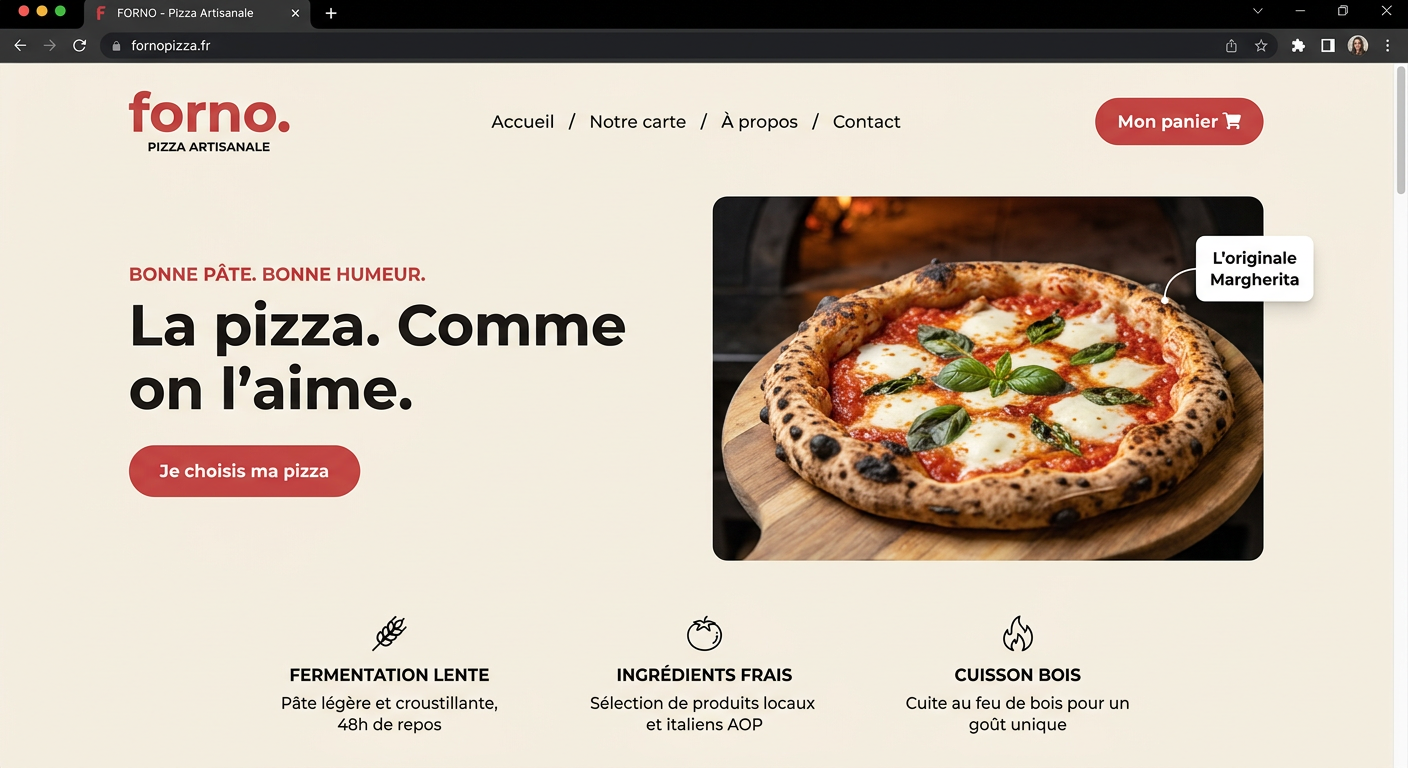 FORNO - Pizza Artisanale
fornopizza.fr
forno.
PIZZA ARTISANALE
Accueil / Notre carte / À propos / Contact
Mon panier
BONNE PÂTE. BONNE HUMEUR.
La pizza. Comme
on l’aime.
Je choisis ma pizza
L'originale
Margherita
FERMENTATION LENTE
Pâte légère et croustillante,
48h de repos
INGRÉDIENTS FRAIS
Sélection de produits locaux
et italiens AOP
CUISSON BOIS
Cuite au feu de bois pour un
goût unique